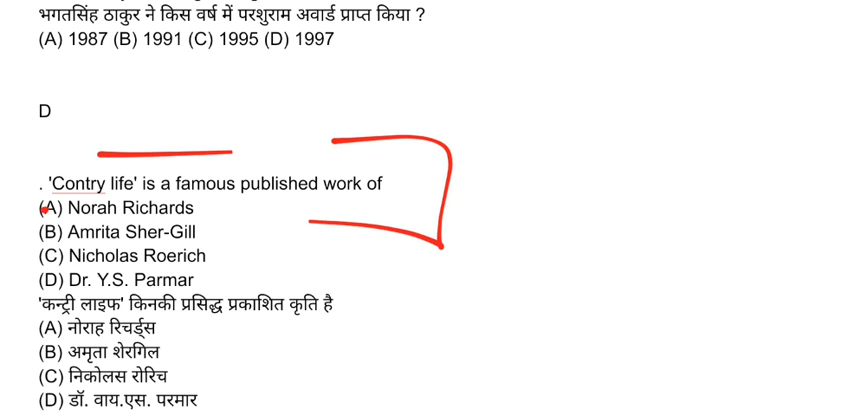 भगतसिंह ठाकुर ने किस वर्ष में परशुराम अवार्ड प्राप्त किया ?
(A) 1987 (B) 1991 (C) 1995 (D) 1997
D
. 'Contry life' is a famous published work of
(A) Norah Richards
(B) Amrita Sher-Gill
(C) Nicholas Roerich
(D) Dr. Y.S. Parmar
'कन्ट्री लाइफ' किनकी प्रसिद्ध प्रकाशित कृति है
(A) नोराह रिचर्ड्स
(B) अमृता शेरगिल
(C) निकोलस रोरिच
(D) डॉ. वाय.एस. परमार